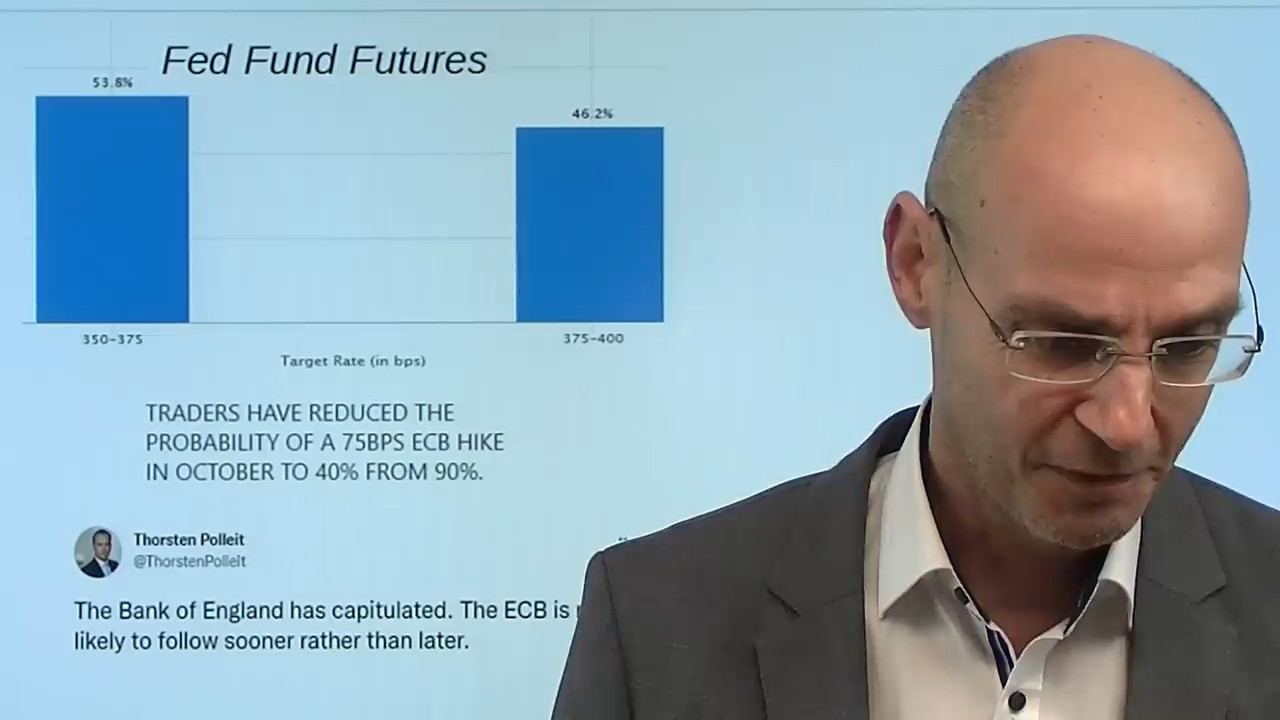 Fed Fund Futures
53.8%
46.2%
350-375
375-400
Target Rate (in bps)
TRADERS HAVE REDUCED THE
PROBABILITY OF A 75BPS ECB HIKE
IN OCTOBER TO 40% FROM 90%.
Thorsten Polleit
@ThorstenPolleit
The Bank of England has capitulated. The ECB is
likely to follow sooner rather than later.